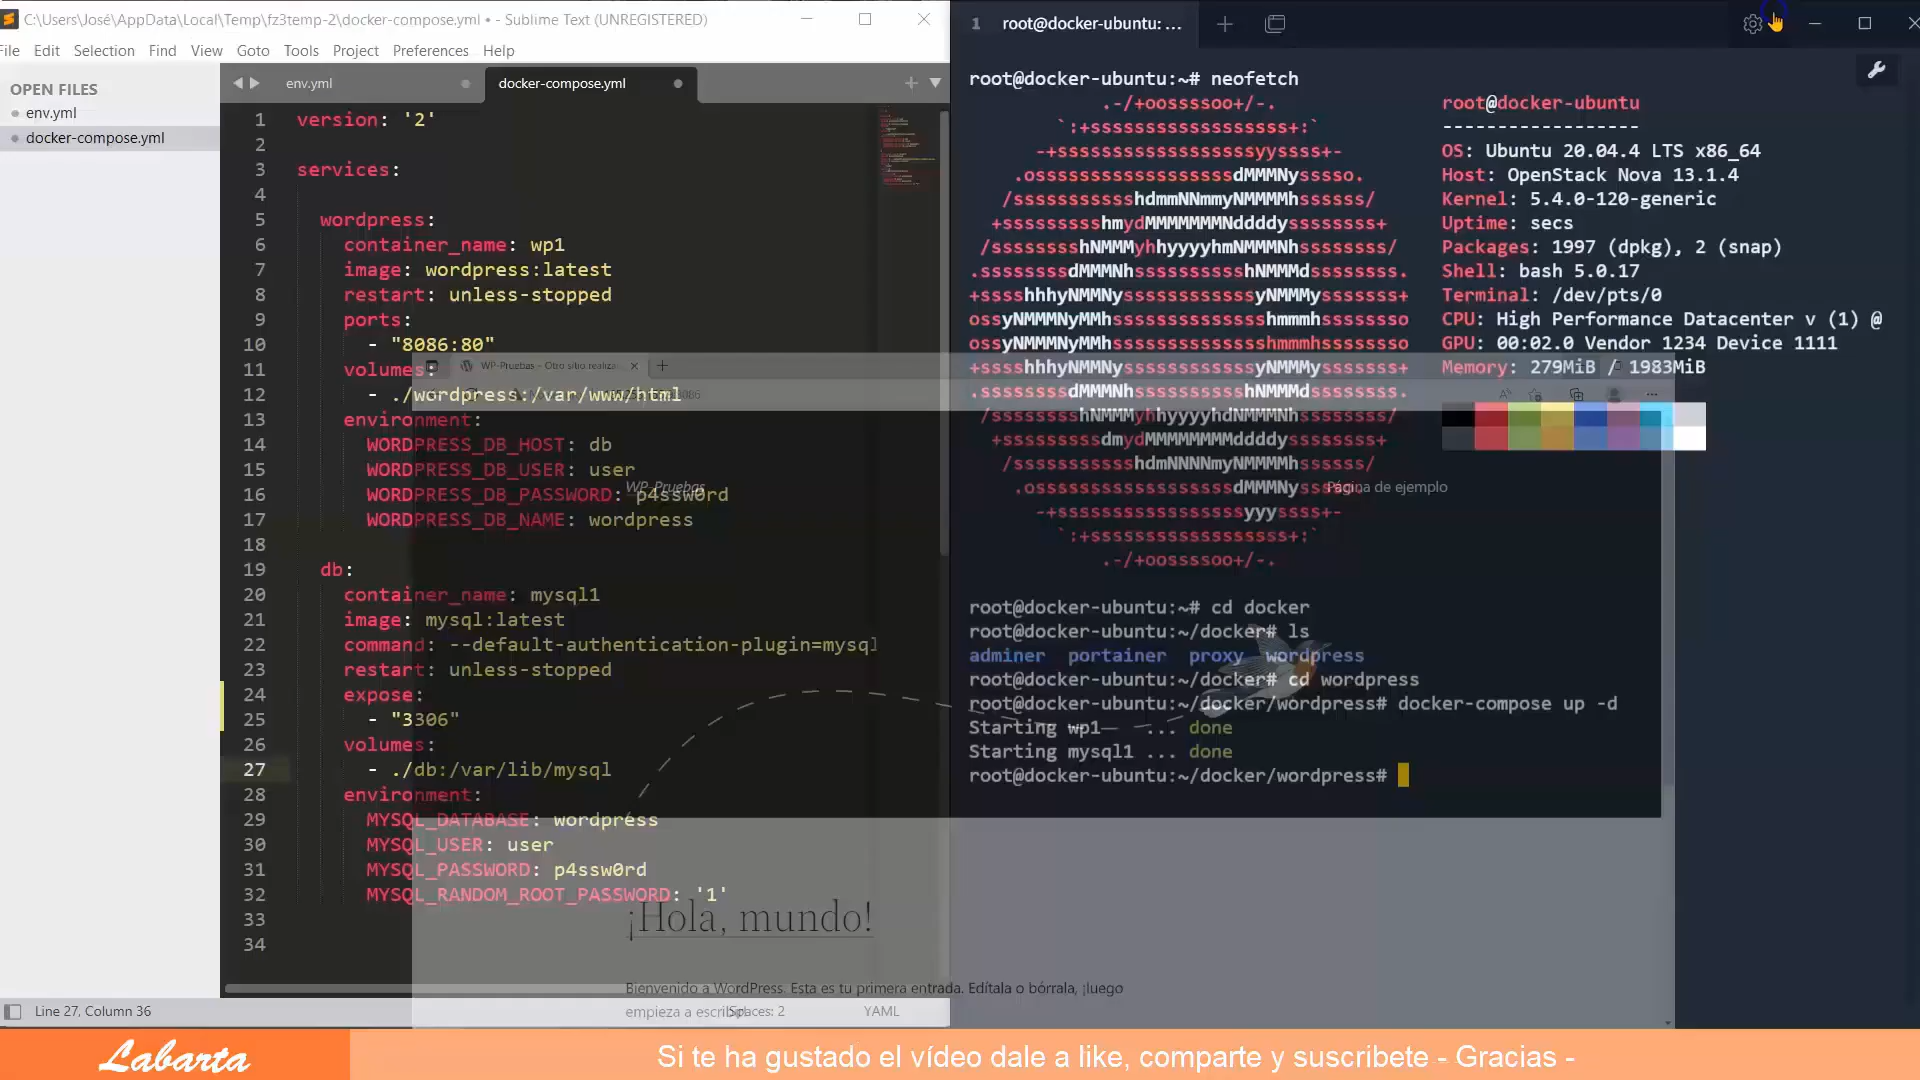 C:\Users\José\AppData\Local\Temp\fz3temp-2\docker-compose.yml • - Sublime Text (UNREGISTERED)
File Edit Selection Find View Goto Tools Project Preferences Help
OPEN FILES
env.yml
docker-compose.yml
env.yml docker-compose.yml
1 version: '2'
2
3 services:
4
5 wordpress:
6 container_name: wp1
7 image: wordpress:latest
8 restart: unless-stopped
9 ports:
10 - "8086:80"
11 volumes:
12 - ./wordpress:/var/www/html
13 environment:
14 WORDPRESS_DB_HOST: db
15 WORDPRESS_DB_USER: user
16 WORDPRESS_DB_PASSWORD: p4ssw0rd
17 WORDPRESS_DB_NAME: wordpress
18
19 db:
20 container_name: mysql1
21 image: mysql:latest
22 command: --default-authentication-plugin=mysql
23 restart: unless-stopped
24 expose:
25 - "3306"
26 volumes:
27 - ./db:/var/lib/mysql
28 environment:
29 MYSQL_DATABASE: wordpress
30 MYSQL_USER: user
31 MYSQL_PASSWORD: p4ssw0rd
32 MYSQL_RANDOM_ROOT_PASSWORD: '1'
33
34
Line 27, Column 36
Spaces: 2
YAML
1 root@docker-ubuntu: ...
root@docker-ubuntu:~# neofetch
root@docker-ubuntu
------------------
OS: Ubuntu 20.04.4 LTS x86_64
Host: OpenStack Nova 13.1.4
Kernel: 5.4.0-120-generic
Uptime: secs
Packages: 1997 (dpkg), 2 (snap)
Shell: bash 5.0.17
Terminal: /dev/pts/0
CPU: High Performance Datacenter v (1) @
GPU: 00:02.0 Vendor 1234 Device 1111
Memory: 279MiB / 1983MiB
root@docker-ubuntu:~# cd docker
root@docker-ubuntu:~/docker# ls
adminer portainer proxy wordpress
root@docker-ubuntu:~/docker# cd wordpress
root@docker-ubuntu:~/docker/wordpress# docker-compose up -d
Starting wp1 ... done
Starting mysql1 ... done
root@docker-ubuntu:~/docker/wordpress#
WP-Pruebas – Otro sitio realiza
WP-Pruebas
Página de ejemplo
¡Hola, mundo!
Bienvenido a WordPress. Esta es tu primera entrada. Edítala o bórrala, ¡luego
empieza a escribir!
Labarta
Si te ha gustado el vídeo dale a like, comparte y suscríbete - Gracias -